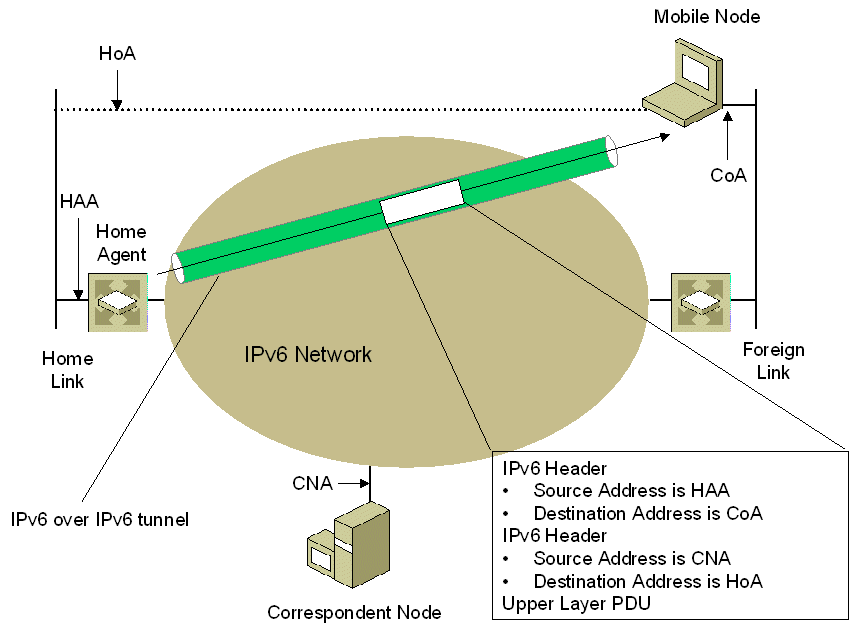 Mobile Node
HoA
CoA
HAA
Home
Agent
IPv6 Network
Home
Link
Foreign
Link
CNA
IPv6 over IPv6 tunnel
Correspondent Node
IPv6 Header
• Source Address is HAA
• Destination Address is CoA
IPv6 Header
• Source Address is CNA
• Destination Address is HoA
Upper Layer PDU